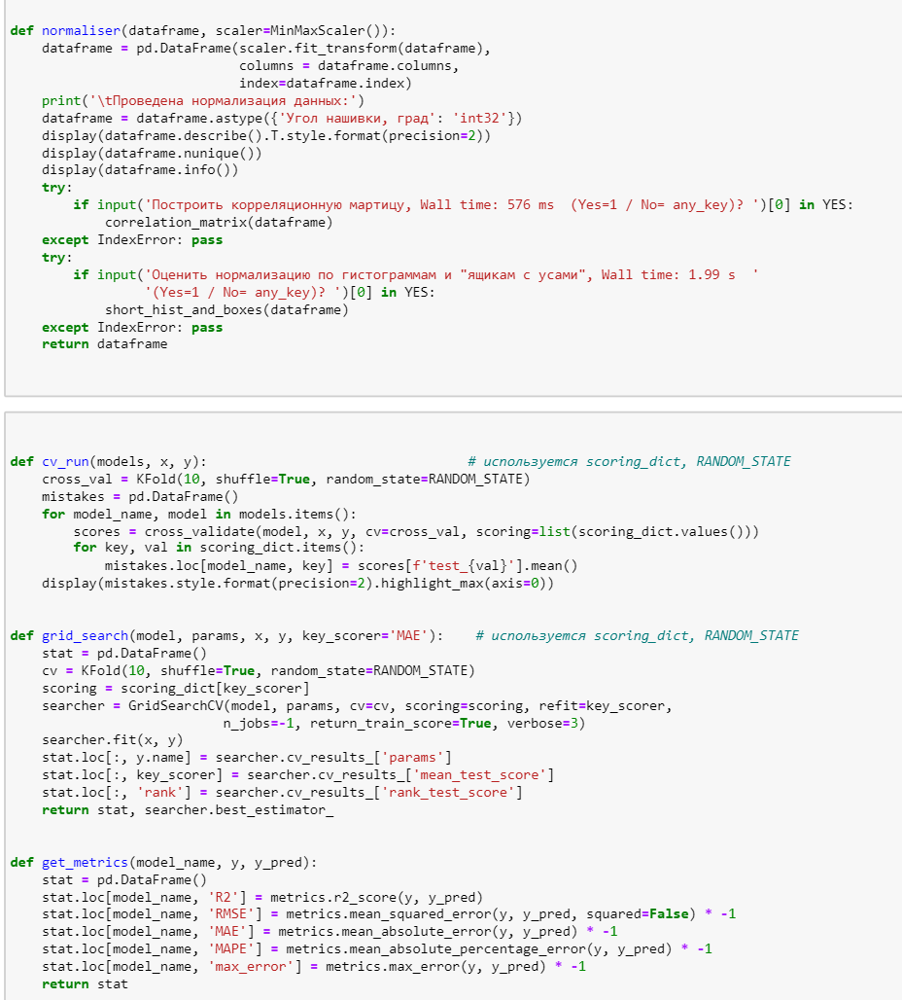 def normaliser(dataframe, scaler=MinMaxScaler()):
    dataframe = pd.DataFrame(scaler.fit_transform(dataframe),
                             columns = dataframe.columns,
                             index=dataframe.index)
    print('\tПроведена нормализация данных:')
    dataframe = dataframe.astype({'Угол нашивки, град': 'int32'})
    display(dataframe.describe().T.style.format(precision=2))
    display(dataframe.nunique())
    display(dataframe.info())
    try:
        if input('Построить корреляционную мартицу, Wall time: 576 ms  (Yes=1 / No= any_key)? ')[0] in YES:
            correlation_matrix(dataframe)
    except IndexError: pass
    try:
        if input('Оценить нормализацию по гистограммам и "ящикам с усами", Wall time: 1.99 s  '
                 '(Yes=1 / No= any_key)? ')[0] in YES:
            short_hist_and_boxes(dataframe)
    except IndexError: pass
    return dataframe
def cv_run(models, x, y):                                 # используемся scoring_dict, RANDOM_STATE
    cross_val = KFold(10, shuffle=True, random_state=RANDOM_STATE)
    mistakes = pd.DataFrame()
    for model_name, model in models.items():
        scores = cross_validate(model, x, y, cv=cross_val, scoring=list(scoring_dict.values()))
        for key, val in scoring_dict.items():
            mistakes.loc[model_name, key] = scores[f'test_{val}'].mean()
    display(mistakes.style.format(precision=2).highlight_max(axis=0))
def grid_search(model, params, x, y, key_scorer='MAE'):    # используемся scoring_dict, RANDOM_STATE
    stat = pd.DataFrame()
    cv = KFold(10, shuffle=True, random_state=RANDOM_STATE)
    scoring = scoring_dict[key_scorer]
    searcher = GridSearchCV(model, params, cv=cv, scoring=scoring, refit=key_scorer,
                           n_jobs=-1, return_train_score=True, verbose=3)
    searcher.fit(x, y)
    stat.loc[:, y.name] = searcher.cv_results_['params']
    stat.loc[:, key_scorer] = searcher.cv_results_['mean_test_score']
    stat.loc[:, 'rank'] = searcher.cv_results_['rank_test_score']
    return stat, searcher.best_estimator_
def get_metrics(model_name, y, y_pred):
    stat = pd.DataFrame()
    stat.loc[model_name, 'R2'] = metrics.r2_score(y, y_pred)
    stat.loc[model_name, 'RMSE'] = metrics.mean_squared_error(y, y_pred, squared=False) * -1
    stat.loc[model_name, 'MAE'] = metrics.mean_absolute_error(y, y_pred) * -1
    stat.loc[model_name, 'MAPE'] = metrics.mean_absolute_percentage_error(y, y_pred) * -1
    stat.loc[model_name, 'max_error'] = metrics.max_error(y, y_pred) * -1
    return stat